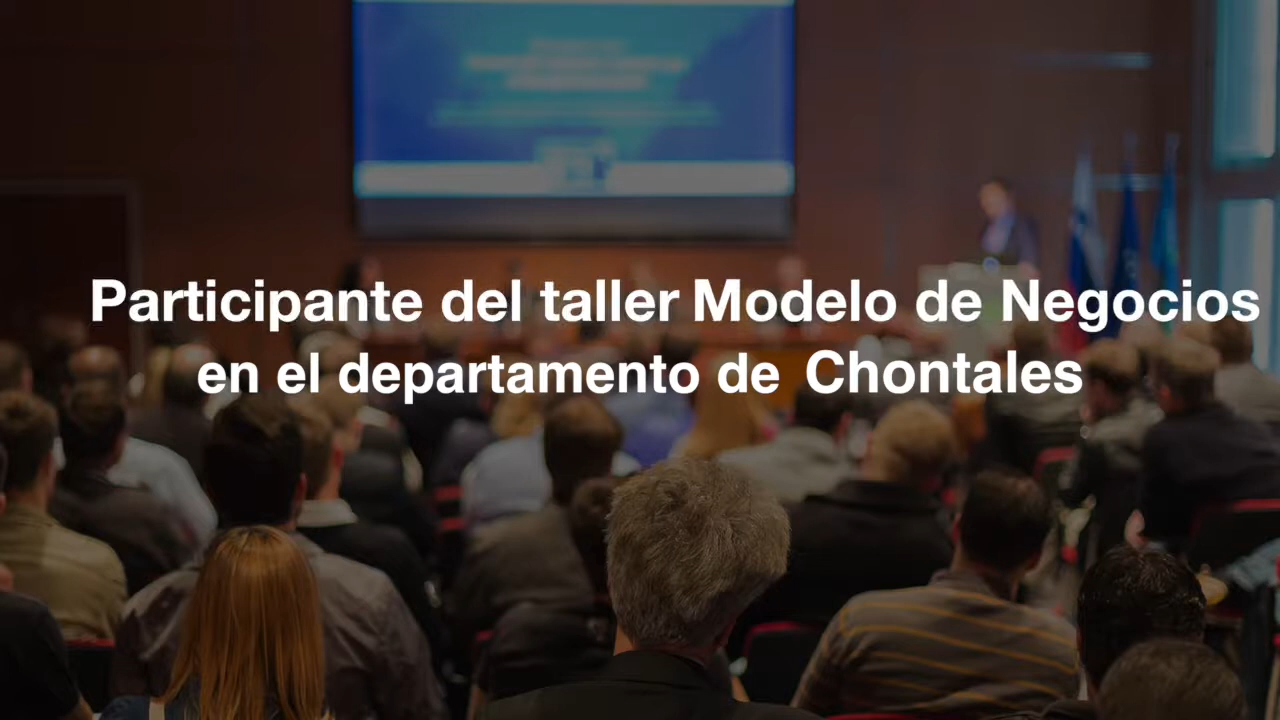 Participante del taller Modelo de Negocios
en el departamento de Chontales